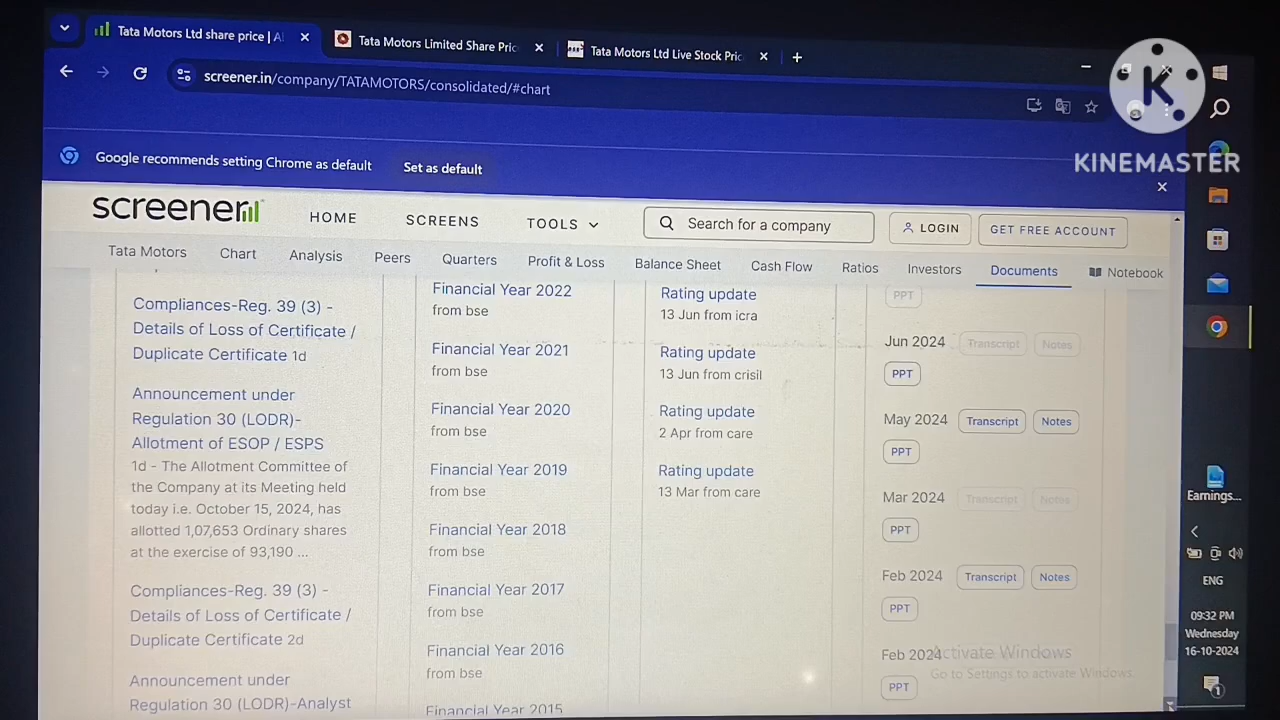 Tata Motors Ltd share price | A
Tata Motors Limited Share Pric
Tata Motors Ltd Live Stock Pric
screener.in/company/TATAMOTORS/consolidated/#chart
KINEMASTER
Google recommends setting Chrome as default
Set as default
screener
HOME
SCREENS
TOOLS
Search for a company
LOGIN
GET FREE ACCOUNT
Tata Motors
Chart
Analysis
Peers
Quarters
Profit & Loss
Balance Sheet
Cash Flow
Ratios
Investors
Documents
Notebook
Compliances-Reg. 39 (3) -
Details of Loss of Certificate /
Duplicate Certificate 1d
Announcement under
Regulation 30 (LODR)-
Allotment of ESOP / ESPS
1d - The Allotment Committee of
the Company at its Meeting held
today i.e. October 15, 2024, has
allotted 1,07,653 Ordinary shares
at the exercise of 93,190 ...
Compliances-Reg. 39 (3) -
Details of Loss of Certificate /
Duplicate Certificate 2d
Announcement under
Regulation 30 (LODR)-Analyst
Financial Year 2022
from bse
Financial Year 2021
from bse
Financial Year 2020
from bse
Financial Year 2019
from bse
Financial Year 2018
from bse
Financial Year 2017
from bse
Financial Year 2016
from bse
Financial Year 2015
Rating update
13 Jun from icra
Rating update
13 Jun from crisil
Rating update
2 Apr from care
Rating update
13 Mar from care
PPT
Jun 2024 Transcript Notes
PPT
May 2024 Transcript Notes
PPT
Mar 2024 Transcript Notes
PPT
Feb 2024 Transcript Notes
PPT
Feb 2024
PPT
Activate Windows
Go to Settings to activate Windows.
Earnings...
ENG
09:32 PM
Wednesday
16-10-2024
1
K